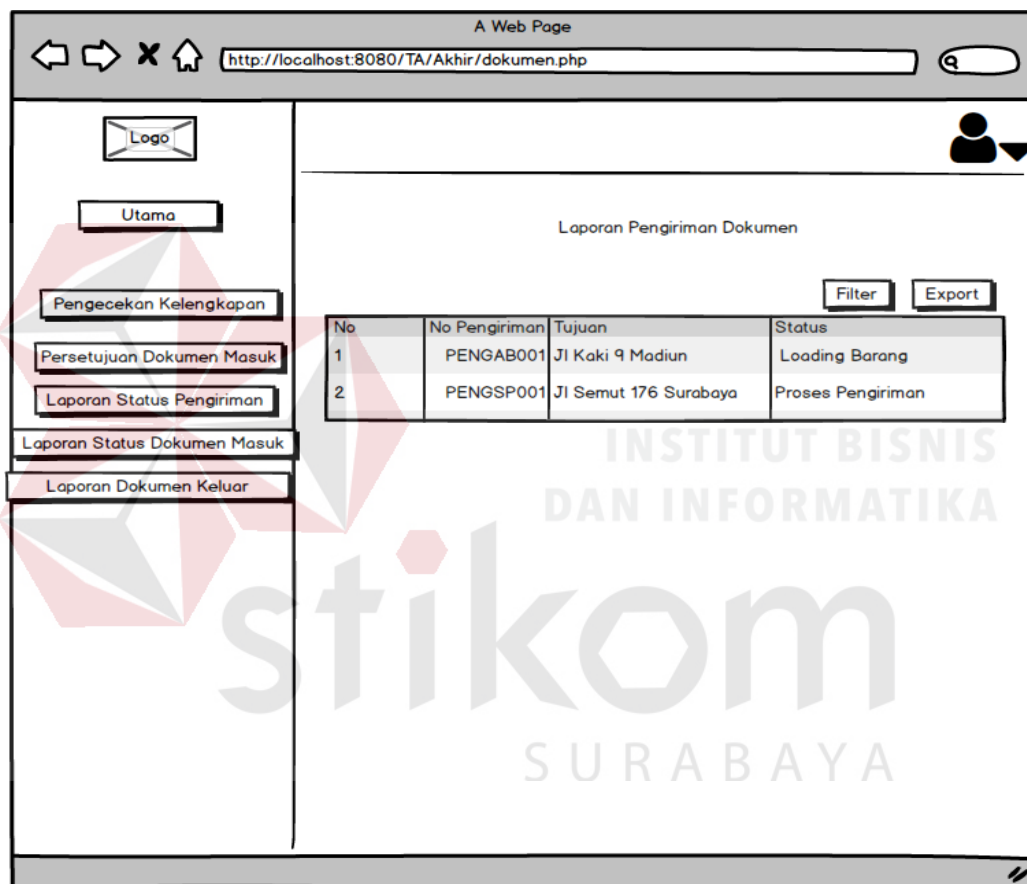 A Web Page
http://localhost:8080/TA/Akhir/dokumen.php
Logo
Utama
Pengecekan Kelengkapan
Persetujuan Dokumen Masuk
Laporan Status Pengiriman
Laporan Status Dokumen Masuk
Laporan Dokumen Keluar
Laporan Pengiriman Dokumen
Filter Export
No No Pengiriman Tujuan Status
1 PENGAB001 Jl Kaki 9 Madiun Loading Barang
2 PENGSP001 Jl Semut 176 Surabaya Proses Pengiriman
INSTITUT BISNIS
DAN INFORMATIKA
stikom
SURABAYA